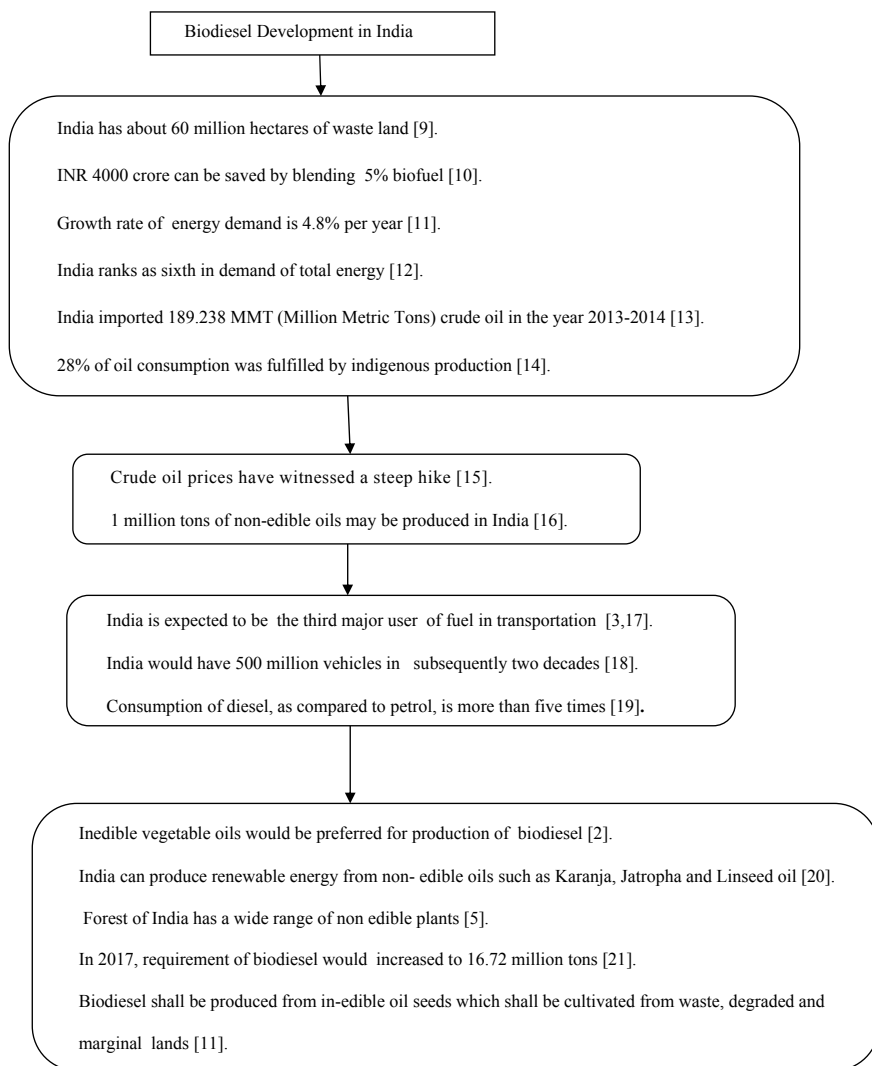 Biodiesel Development in India
India has about 60 million hectares of waste land [9].
INR 4000 crore can be saved by blending 5% biofuel [10].
Growth rate of energy demand is 4.8% per year [11].
India ranks as sixth in demand of total energy [12].
India imported 189.238 MMT (Million Metric Tons) crude oil in the year 2013-2014 [13].
28% of oil consumption was fulfilled by indigenous production [14].
Crude oil prices have witnessed a steep hike [15].
1 million tons of non-edible oils may be produced in India [16].
India is expected to be the third major user of fuel in transportation [3,17].
India would have 500 million vehicles in subsequently two decades [18].
Consumption of diesel, as compared to petrol, is more than five times [19].
Inedible vegetable oils would be preferred for production of biodiesel [2].
India can produce renewable energy from non- edible oils such as Karanja, Jatropha and Linseed oil [20].
Forest of India has a wide range of non edible plants [5].
In 2017, requirement of biodiesel would increased to 16.72 million tons [21].
Biodiesel shall be produced from in-edible oil seeds which shall be cultivated from waste, degraded and
marginal lands [11].